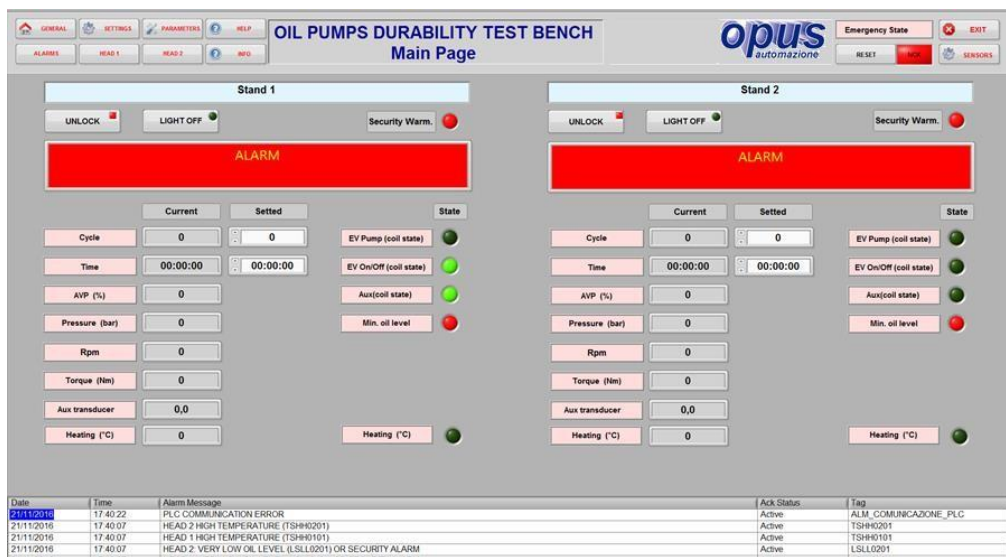 GENERAL SETTINGS PARAMETERS HELP
ALARMS HEAD 1 HEAD 2 INFO
OIL PUMPS DURABILITY TEST BENCH
Main Page
opus
automazione
Emergency State EXIT
RESET SENSORS
Stand 1
UNLOCK LIGHT OFF Security Warm.
ALARM
Current Setted State
Cycle 0 0 EV Pump (coil state)
Time 00:00:00 00:00:00 EV On/Off (coil state)
AVP (%) 0 Aux(coil state)
Pressure (bar) 0 Min. oil level
Rpm 0
Torque (Nm) 0
Aux transducer 0,0
Heating (°C) 0 Heating (°C)
Stand 2
UNLOCK LIGHT OFF Security Warm.
ALARM
Current Setted State
Cycle 0 0 EV Pump (coil state)
Time 00:00:00 00:00:00 EV On/Off (coil state)
AVP (%) 0 Aux(coil state)
Pressure (bar) 0 Min. oil level
Rpm 0
Torque (Nm) 0
Aux transducer 0,0
Heating (°C) 0 Heating (°C)
Date Time Alarm Message Ack Status Tag
21/11/2016 17:40:22 PLC COMMUNICATION ERROR Active ALM_COMUNICAZIONE_PLC
21/11/2016 17:40:07 HEAD 2 HIGH TEMPERATURE (TSHH0201) Active TSHH0201
21/11/2016 17:40:07 HEAD 1 HIGH TEMPERATURE (TSHH0101) Active TSHH0101
21/11/2016 17:40:07 HEAD 2: VERY LOW OIL LEVEL (LSLL0201) OR SECURITY ALARM Active LSLL0201